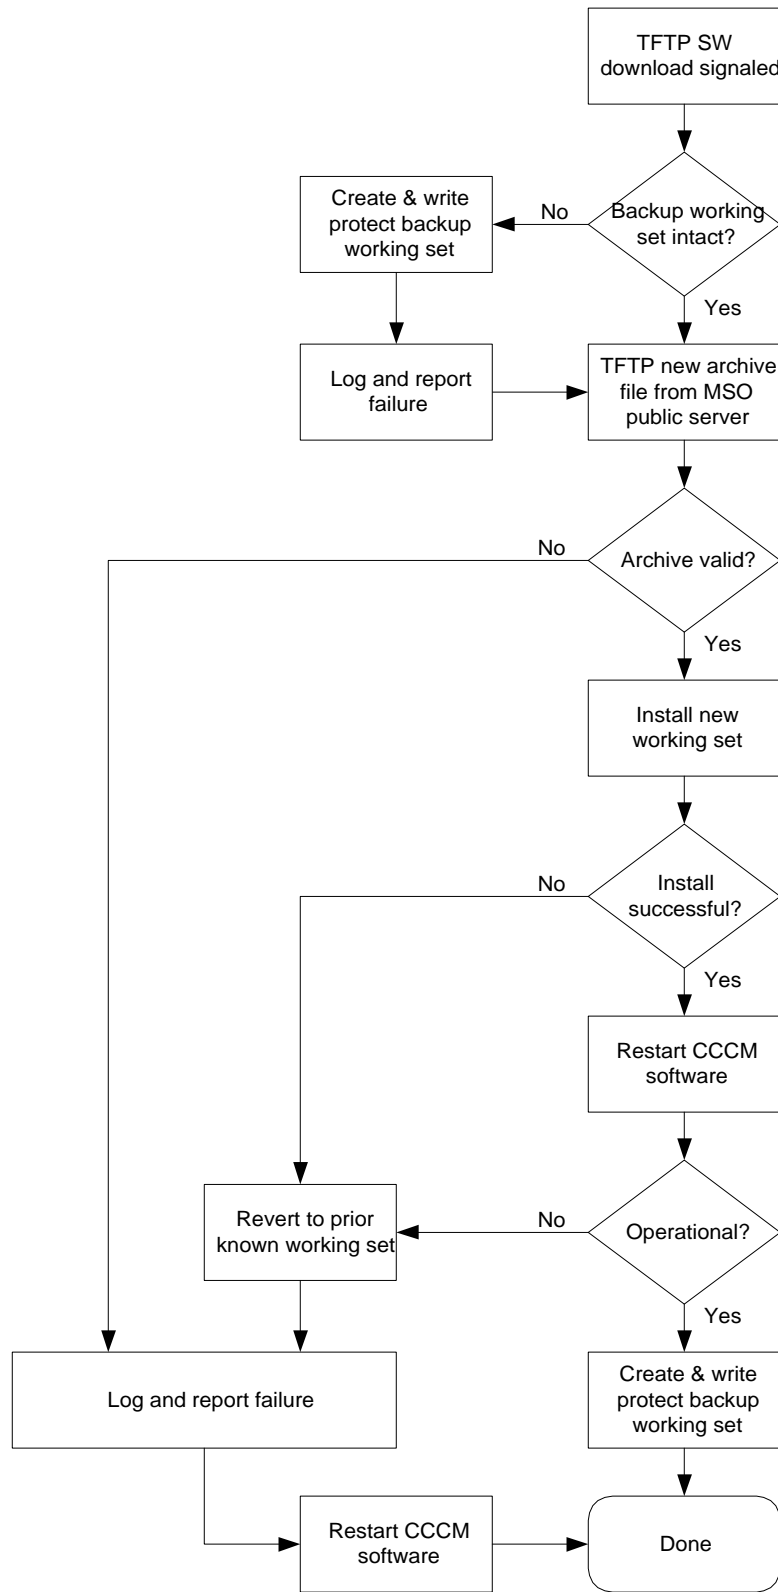 TFTP SW
download signaled
Backup working
set intact?
No
Create & write
protect backup
working set
Yes
Log and report
failure
TFTP new archive
file from MSO
public server
No
Archive valid?
Yes
Install new
working set
No
Install
successful?
Yes
Restart CCCM
software
Revert to prior
known working set
No
Operational?
Yes
Log and report failure
Create & write
protect backup
working set
Restart CCCM
software
Done